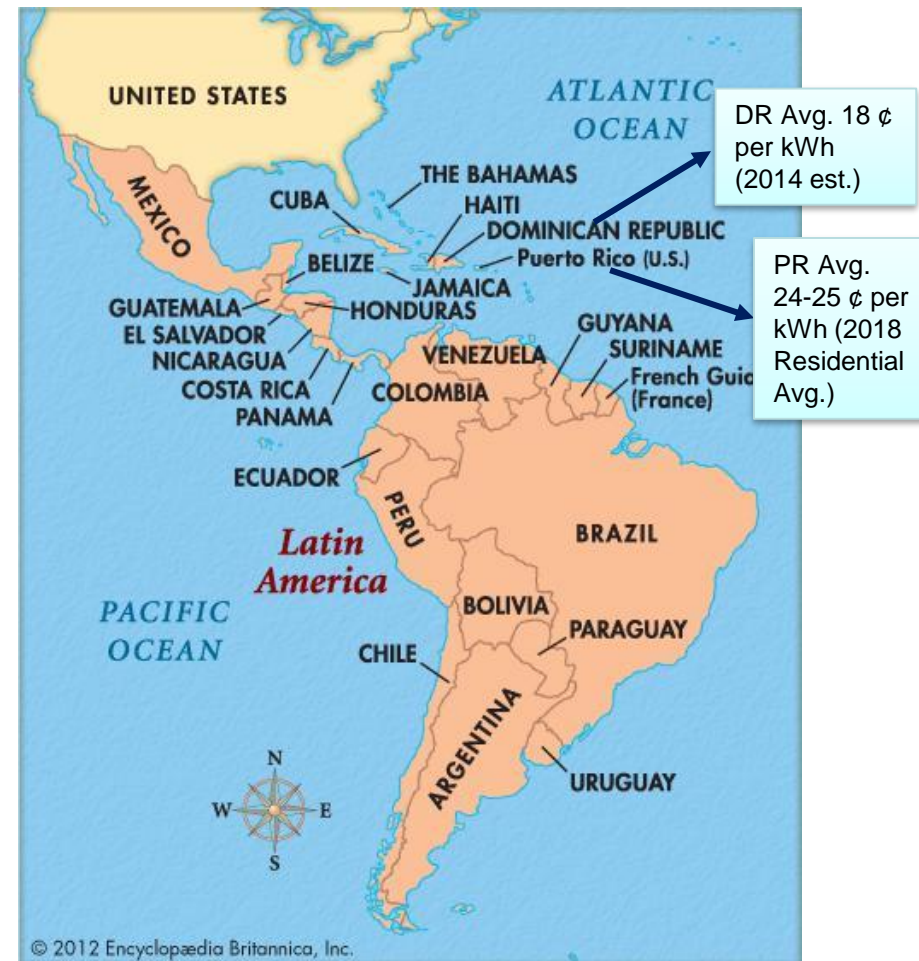 UNITED STATES
ATLANTIC
OCEAN
DR Avg. 18 ¢
per kWh
(2014 est.)
MEXICO
THE BAHAMAS
CUBA
HAITI
DOMINICAN REPUBLIC
Puerto Rico (U.S.)
BELIZE
JAMAICA
GUATEMALA
HONDURAS
EL SALVADOR
NICARAGUA
COSTA RICA
PANAMA
PR Avg.
24-25 ¢ per
kWh (2018
Residential
Avg.)
GUYANA
SURINAME
French Guia
(France)
VENEZUELA
COLOMBIA
ECUADOR
PERU
BRAZIL
Latin
America
BOLIVIA
PACIFIC
OCEAN
PARAGUAY
CHILE
ARGENTINA
URUGUAY
N
W
E
S
© 2012 Encyclopædia Britannica, Inc.